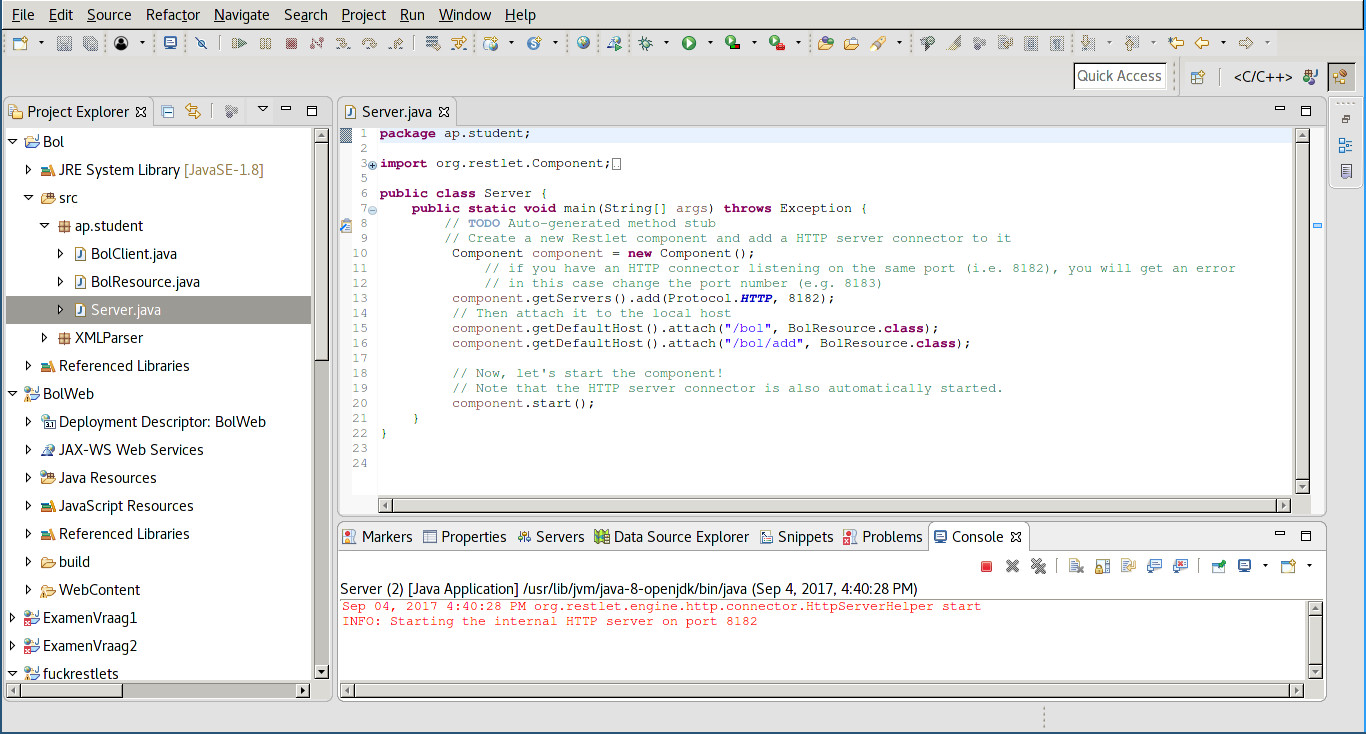 File Edit Source Refactor Navigate Search Project Run Window Help
Quick Access
<C/C++>
Project Explorer
Bol
JRE System Library [JavaSE-1.8]
src
ap.student
BolClient.java
BolResource.java
Server.java
XMLParser
Referenced Libraries
BolWeb
Deployment Descriptor: BolWeb
JAX-WS Web Services
Java Resources
JavaScript Resources
Referenced Libraries
build
WebContent
ExamenVraag1
ExamenVraag2
fuckrestlets
Server.java
1 package ap.student;
2
3 import org.restlet.Component;
5
6 public class Server {
7 public static void main(String[] args) throws Exception {
8 // TODO Auto-generated method stub
9 // Create a new Restlet component and add a HTTP server connector to it
10 Component component = new Component();
11 // if you have an HTTP connector listening on the same port (i.e. 8182), you will get an error
12 // in this case change the port number (e.g. 8183)
13 component.getServers().add(Protocol.HTTP, 8182);
14 // Then attach it to the local host
15 component.getDefaultHost().attach("/bol", BolResource.class);
16 component.getDefaultHost().attach("/bol/add", BolResource.class);
17
18 // Now, let's start the component!
19 // Note that the HTTP server connector is also automatically started.
20 component.start();
21 }
22 }
23
24
Markers Properties Servers Data Source Explorer Snippets Problems Console
Server (2) [Java Application] /usr/lib/jvm/java-8-openjdk/bin/java (Sep 4, 2017, 4:40:28 PM)
Sep 04, 2017 4:40:28 PM org.restlet.engine.http.connector.HttpServerHelper start
INFO: Starting the internal HTTP server on port 8182